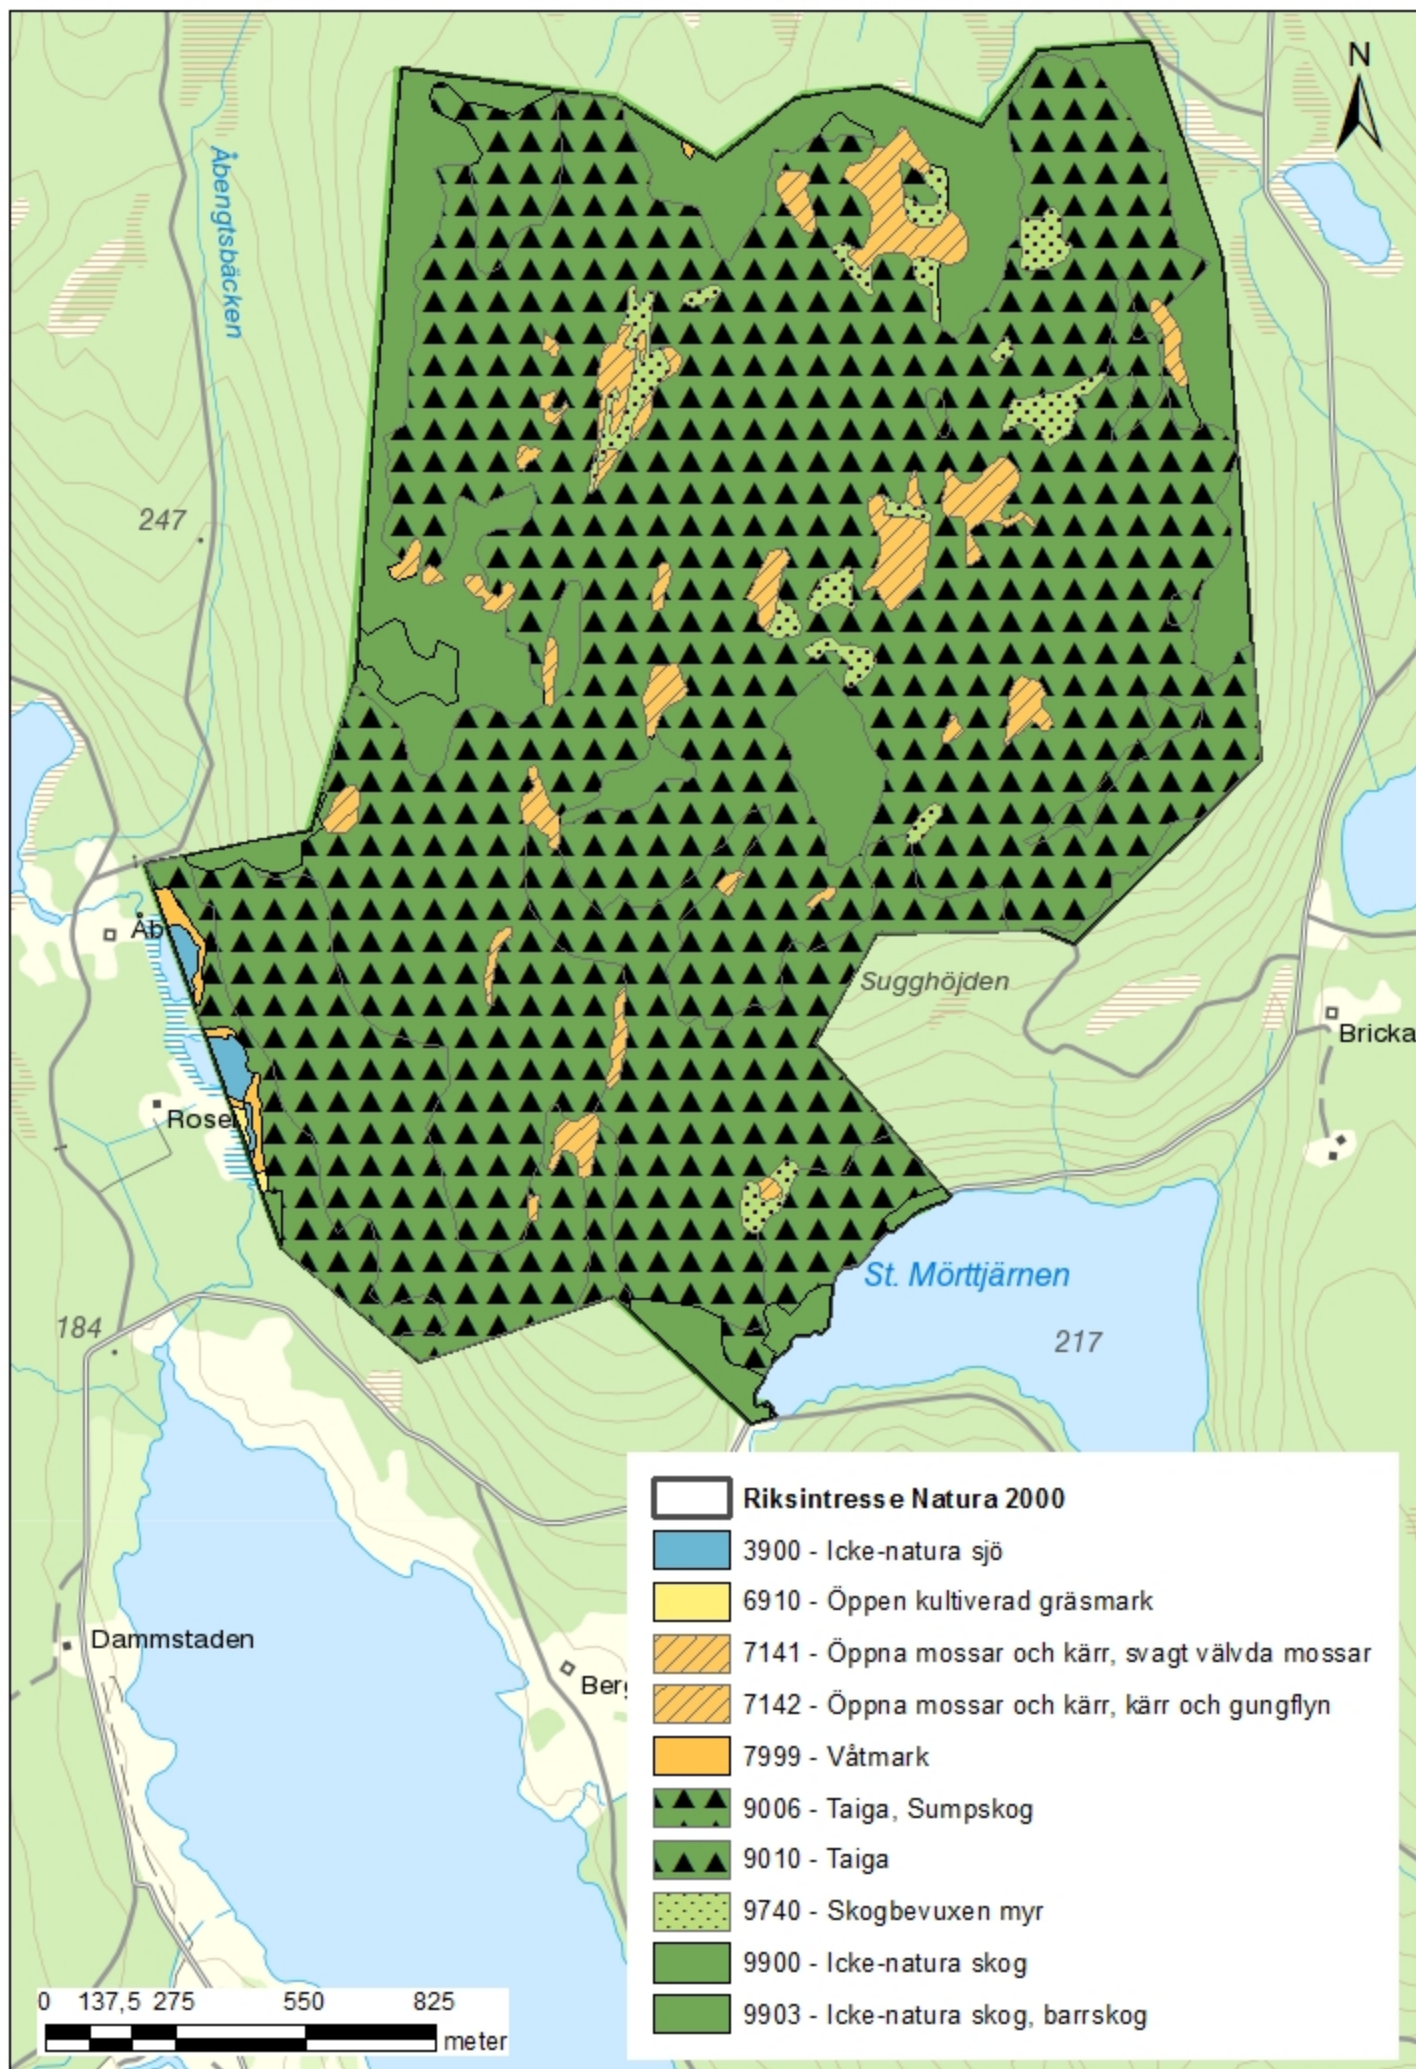 N
Åbengtsbäcken
247
Åb
Sugghöjden
Bricka
Rose
St. Mörttjärnen
184
217
Riksintresse Natura 2000
3900 - Icke-natura sjö
6910 - Öppen kultiverad gräsmark
Dammstaden
7141 - Öppna mossar och kärr, svagt välvda mossar
Berg
7142 - Öppna mossar och kärr, kärr och gungflyn
7999 - Våtmark
9006 - Taiga, Sumpskog
9010 - Taiga
9740 - Skogbevuxen myr
9900 - Icke-natura skog
9903 - Icke-natura skog, barrskog
0 137,5 275 550 825
meter